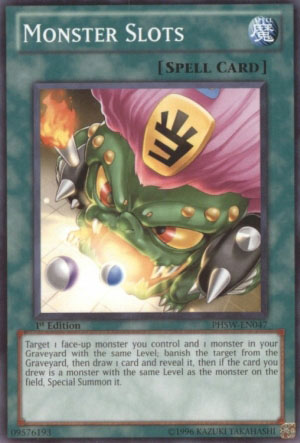 MONSTER SLOTS
魔
[SPELL CARD]
1st Edition
PHSW-EN047
Target 1 face-up monster you control and 1 monster in your
Graveyard with the same Level; banish the target from the
Graveyard, then draw 1 card and reveal it, then if the card you
drew is a monster with the same Level as the monster on the
field, Special Summon it.
09576193
©1996 KAZUKI TAKAHASHI